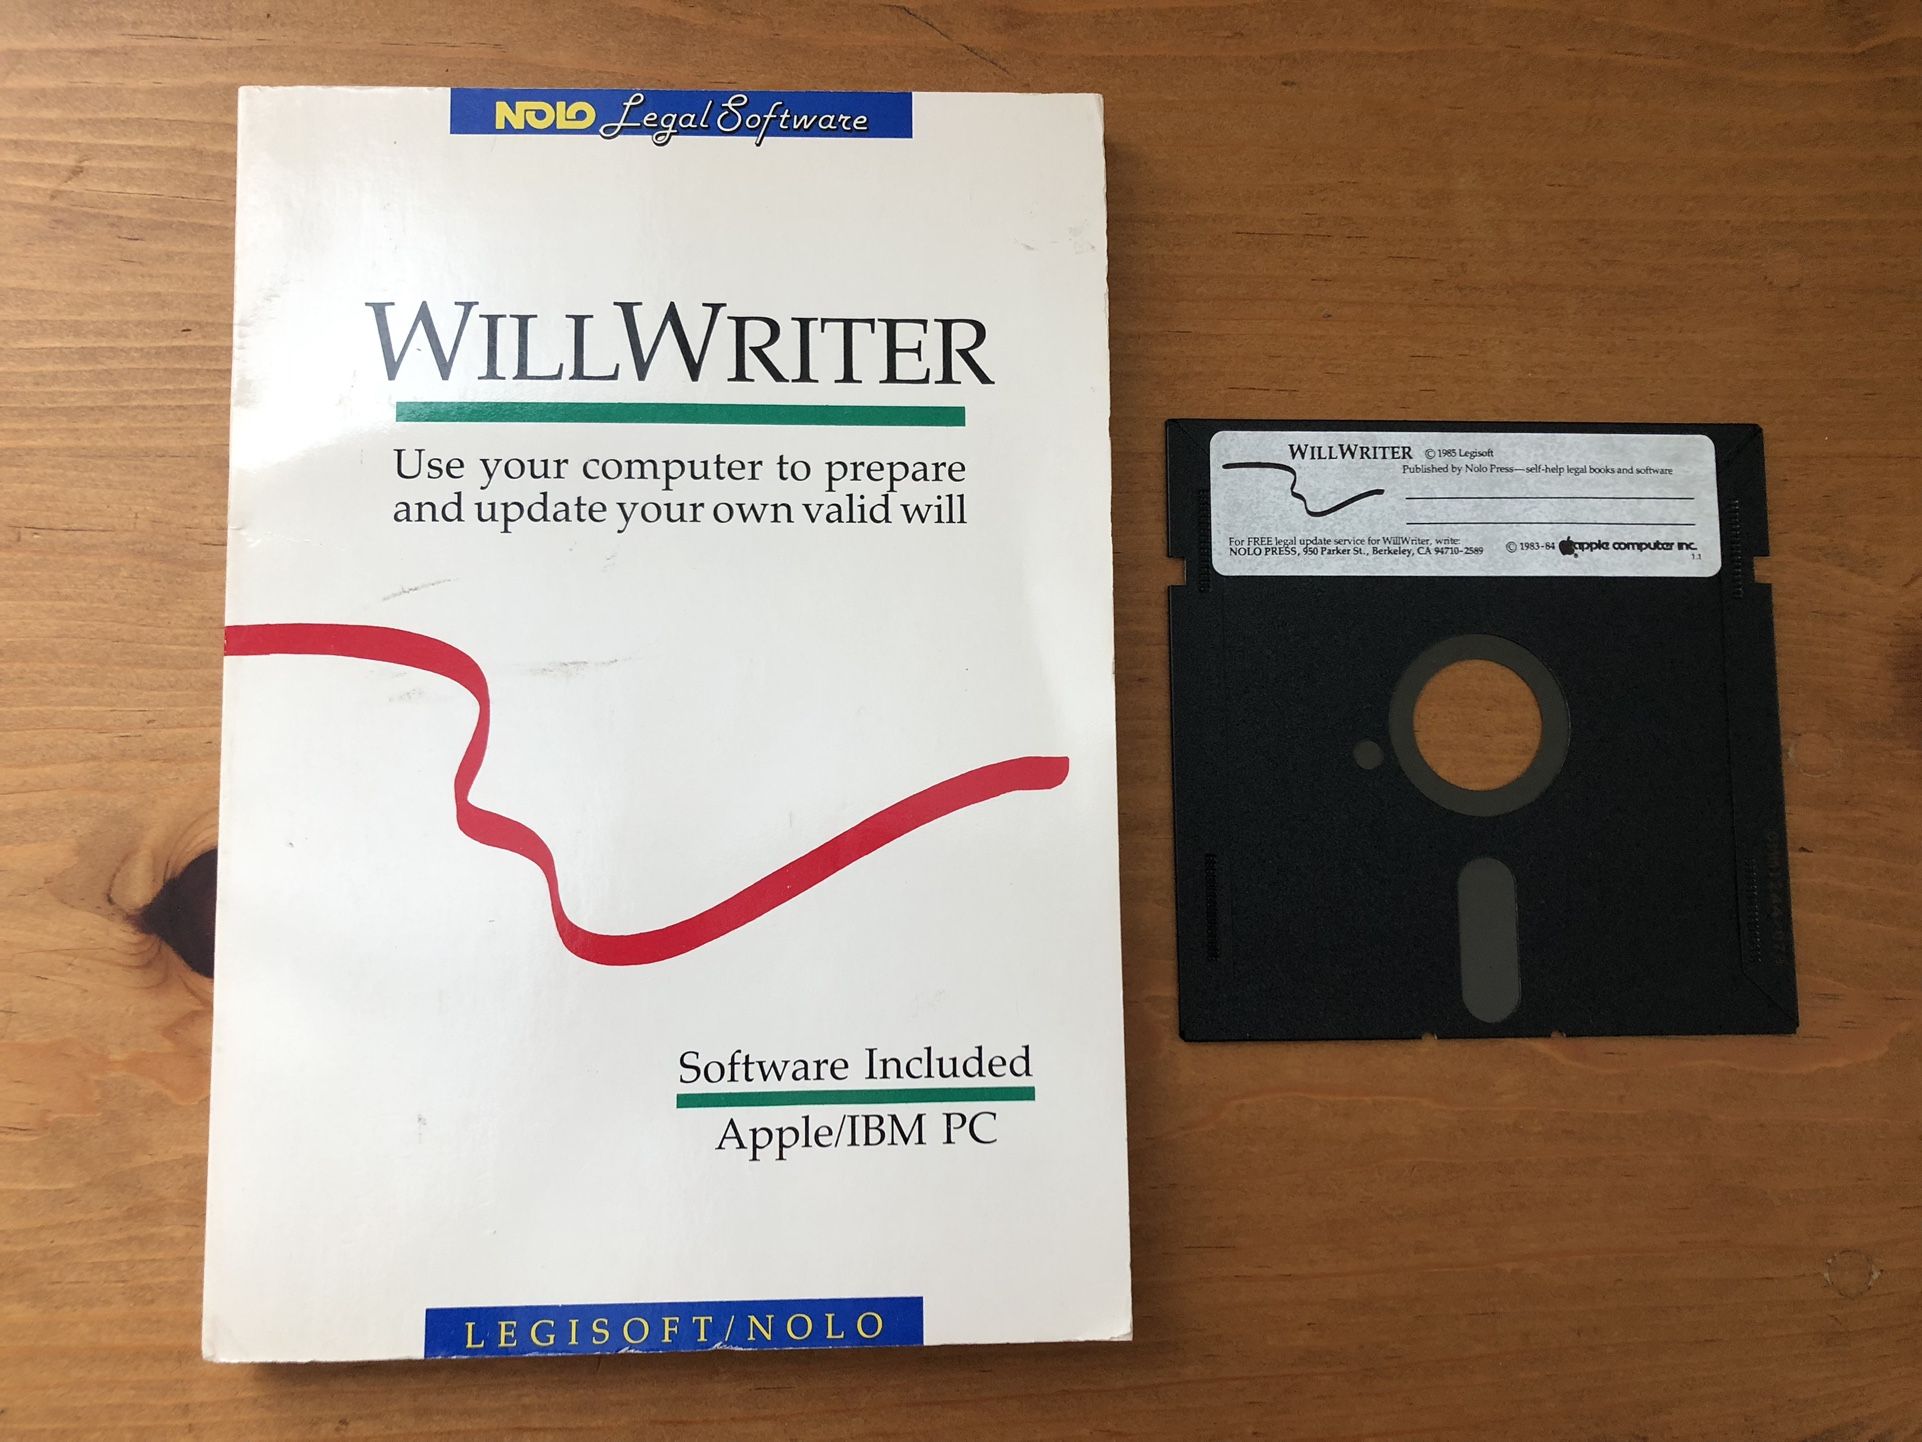 NOLO Legal Software
WILLWRITER
Use your computer to prepare
and update your own valid will
Software Included
Apple/IBM PC
LEGISOFT/NOLO
WILLWRITER © 1985 Legisoft
Published by Nolo Press—self-help legal books and software
For FREE legal update service for WillWriter, write:
NOLO PRESS, 950 Parker St., Berkeley, CA 94710-2589
© 1983-84 apple computer inc.
1.1